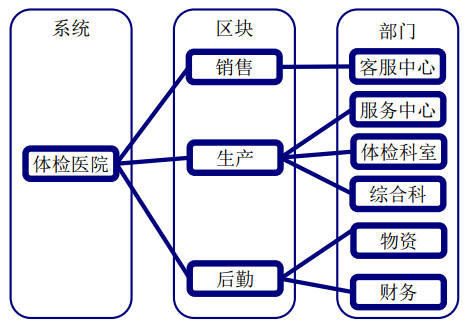 系统
区块
部门
体检医院
销售
生产
后勤
客服中心
服务中心
体检科室
综合科
物资
财务